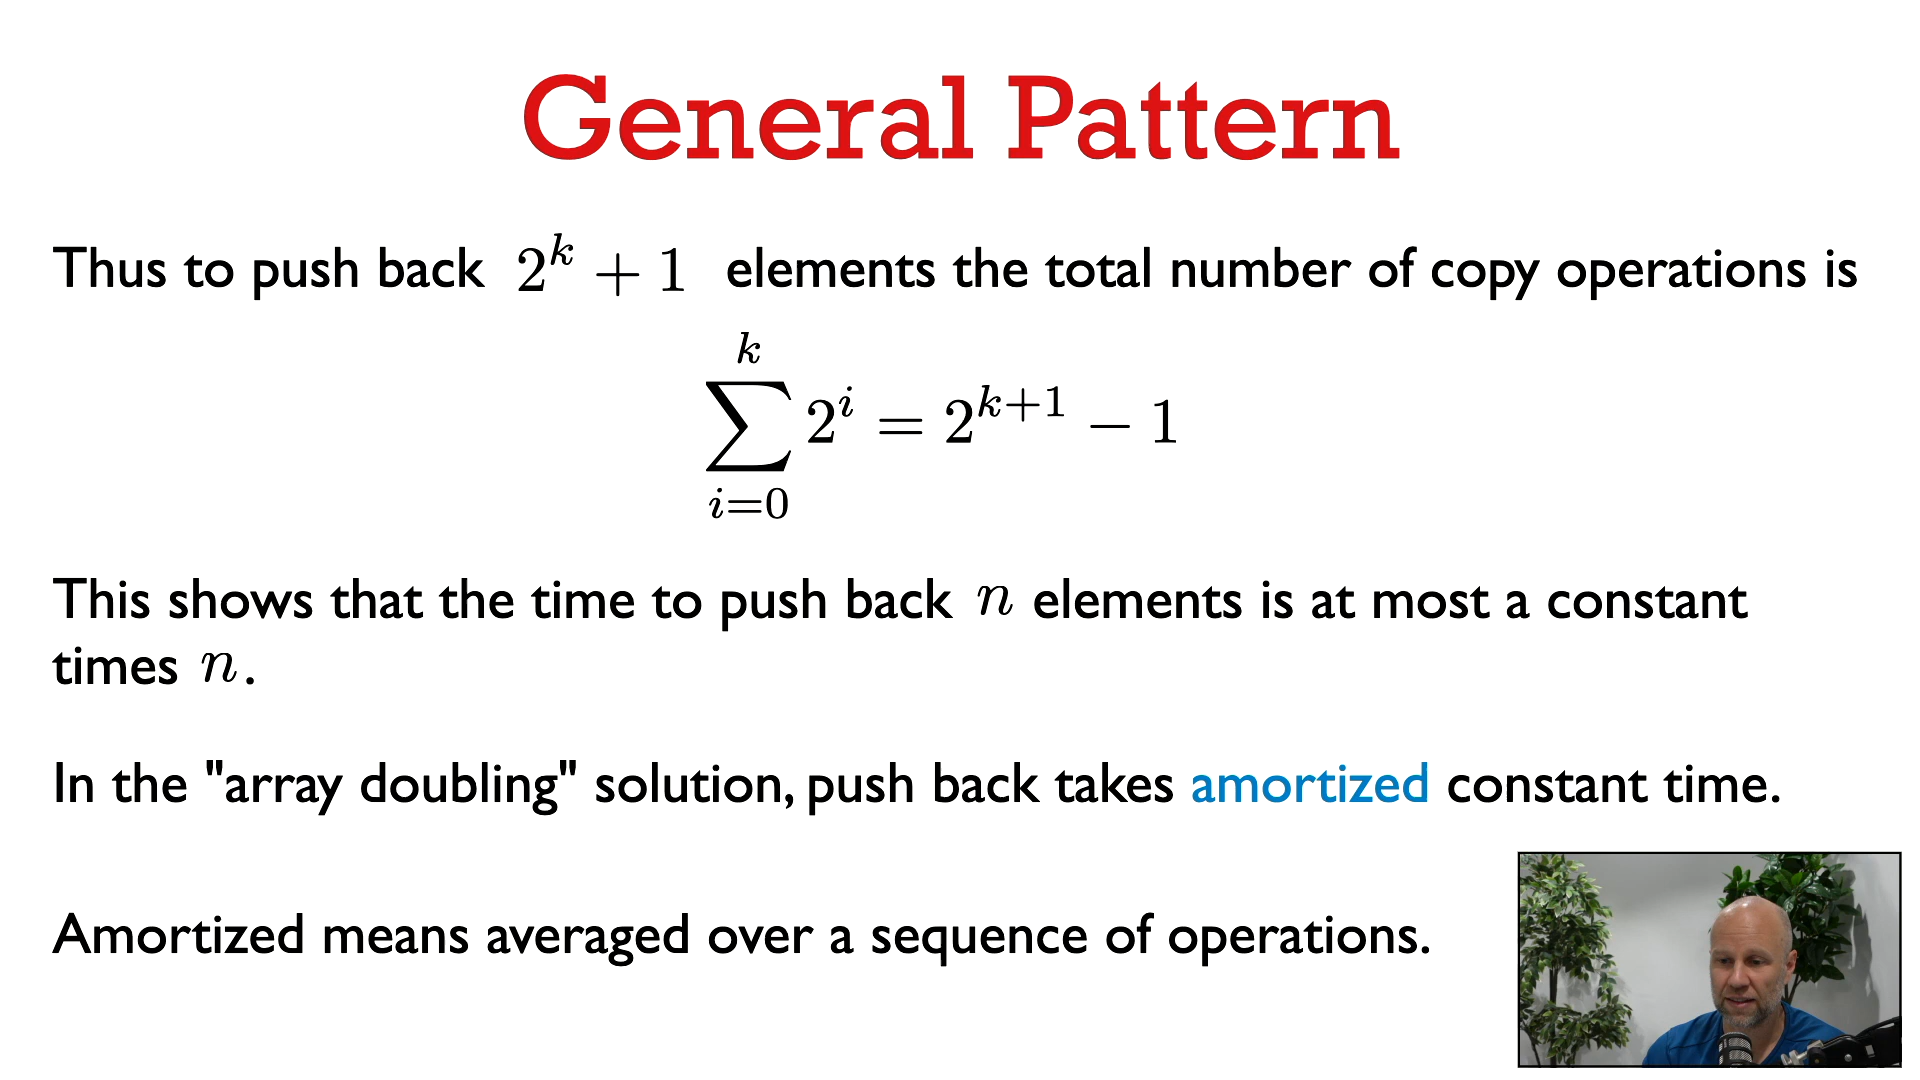 General Pattern
Thus to push back $2^k + 1$ elements the total number of copy operations is
$\sum_{i=0}^{k} 2^i = 2^{k+1} - 1$
This shows that the time to push back $n$ elements is at most a constant
times $n$.
In the "array doubling" solution, push back takes amortized constant time.
Amortized means averaged over a sequence of operations.